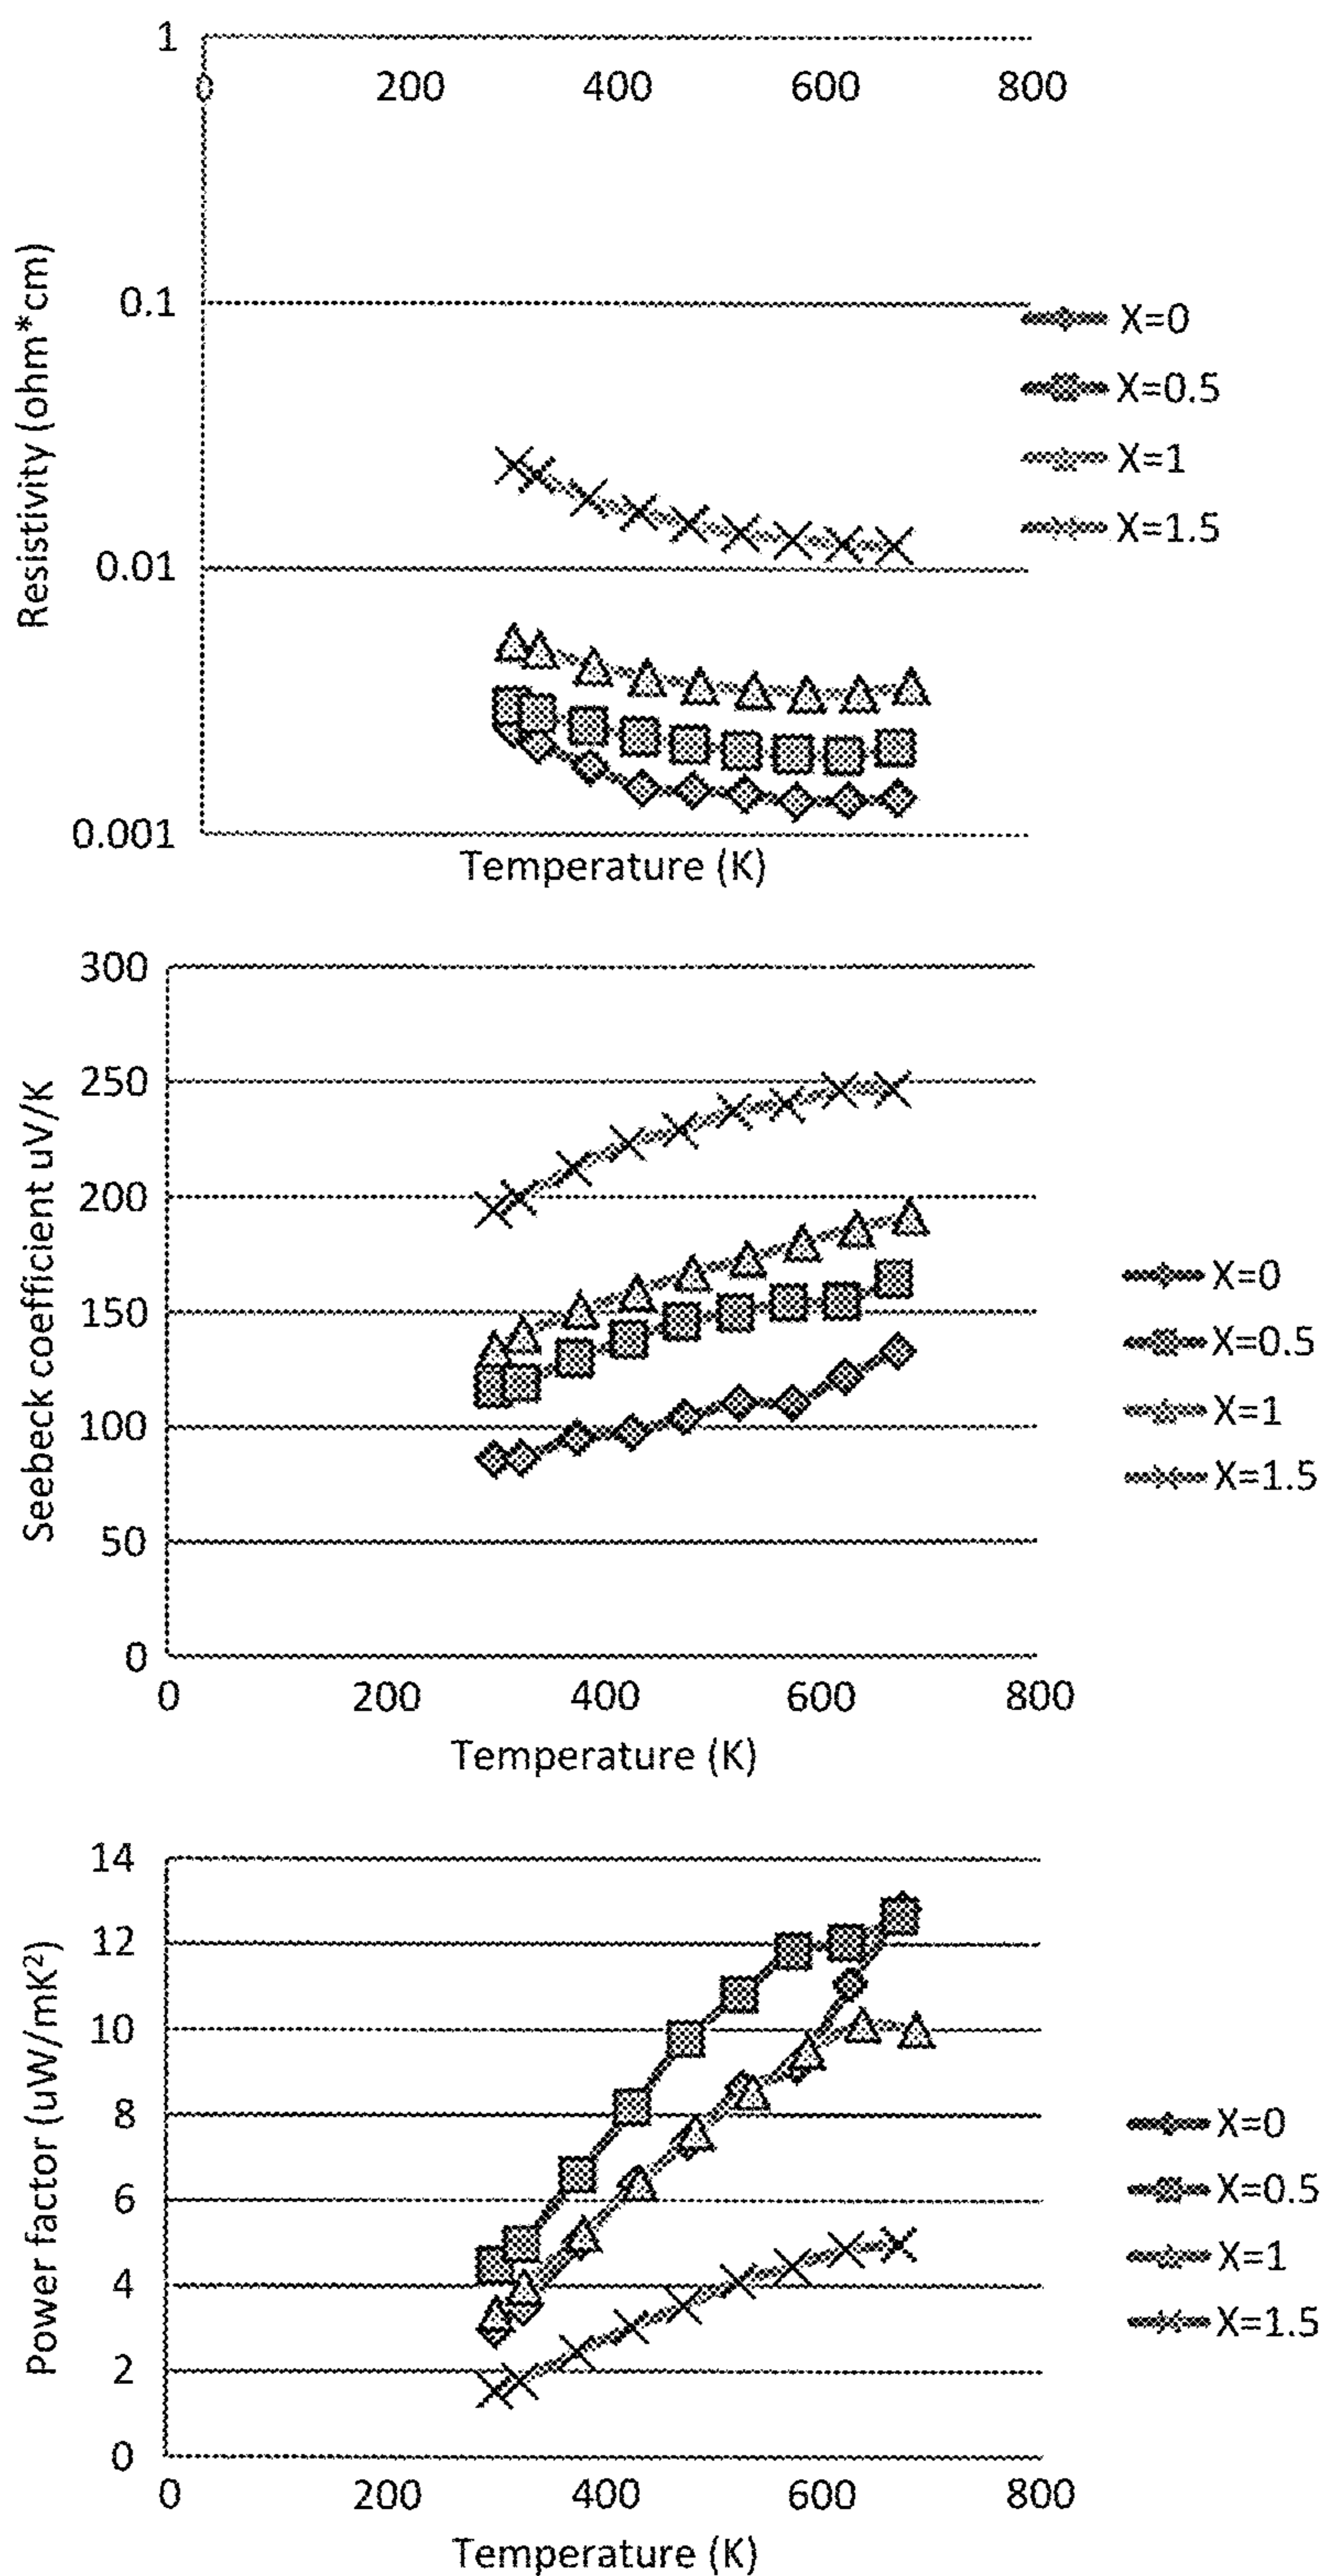 1
0 200 400 600 800
Resistivity (ohm*cm)
0.1
X=0
X=0.5
X=1
X=1.5
0.01
0.001
Temperature (K)
300
250
200
150
100
50
0
Seebeck coefficient uV/K
X=0
X=0.5
X=1
X=1.5
0 200 400 600 800
Temperature (K)
14
12
10
8
6
4
2
0
Power factor (uW/mK²)
X=0
X=0.5
X=1
X=1.5
0 200 400 600 800
Temperature (K)